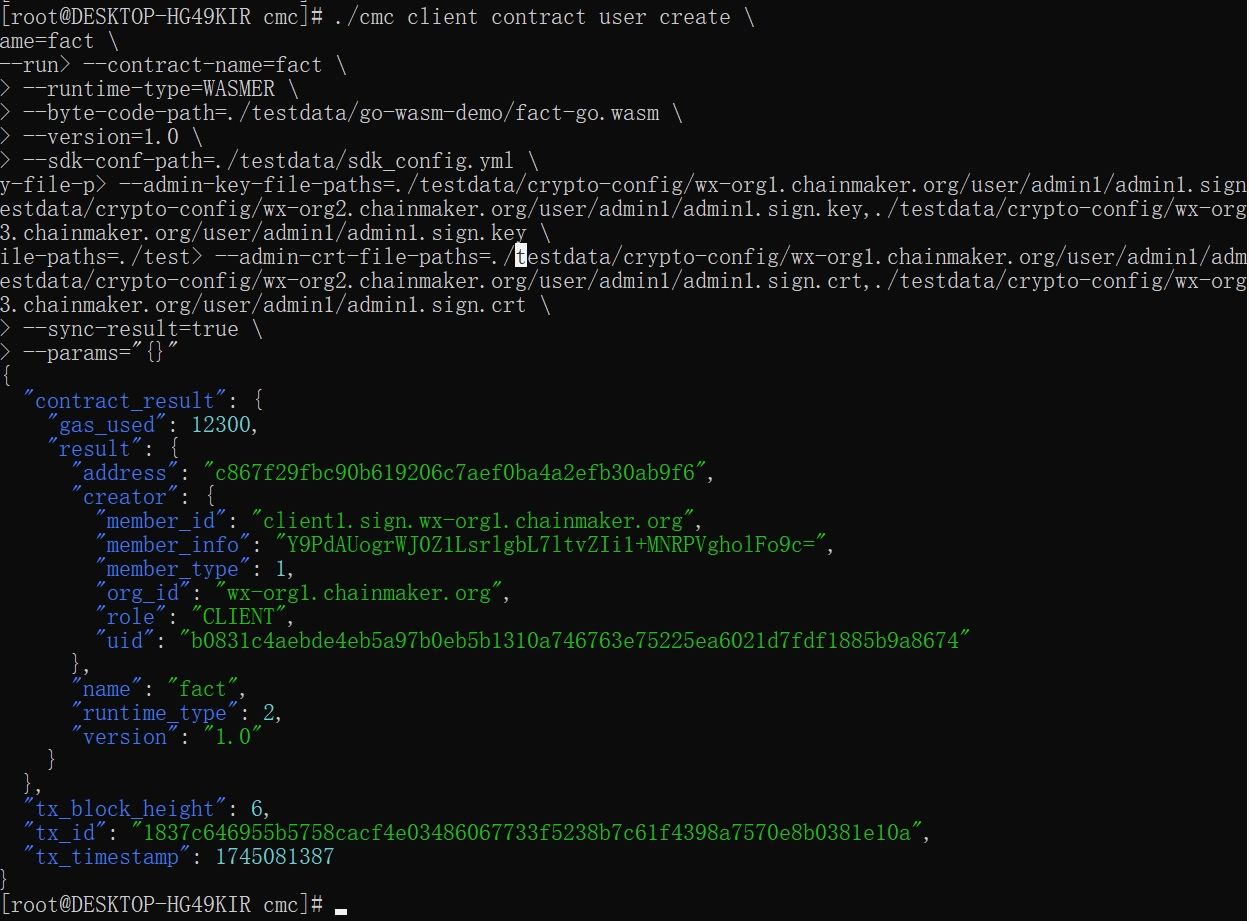 [root@DESKTOP-HG49KIR cmc]# ./cmc client contract user create \
ame=fact \
--run> --contract-name=fact \
> --runtime-type=WASMER \
> --byte-code-path=./testdata/go-wasm-demo/fact-go.wasm \
> --version=1.0 \
> --sdk-conf-path=./testdata/sdk_config.yml \
y-file-p> --admin-key-file-paths=./testdata/crypto-config/wx-org1.chainmaker.org/user/admin1/admin1.sign
estdata/crypto-config/wx-org2.chainmaker.org/user/admin1/admin1.sign.key,./testdata/crypto-config/wx-org
3.chainmaker.org/user/admin1/admin1.sign.key \
ile-paths=./test> --admin-crt-file-paths=./testdata/crypto-config/wx-org1.chainmaker.org/user/admin1/adm
estdata/crypto-config/wx-org2.chainmaker.org/user/admin1/admin1.sign.crt,./testdata/crypto-config/wx-org
3.chainmaker.org/user/admin1/admin1.sign.crt \
> --sync-result=true \
> --params="{}"
{
  "contract_result": {
    "gas_used": 12300,
    "result": {
      "address": "c867f29fbc90b619206c7aef0ba4a2efb30ab9f6",
      "creator": {
        "member_id": "client1.sign.wx-org1.chainmaker.org",
        "member_info": "Y9PdAUogrWJ0Z1LsrlgbL7ltvZIi1+MNRPVgholFo9c=",
        "member_type": 1,
        "org_id": "wx-org1.chainmaker.org",
        "role": "CLIENT",
        "uid": "b0831c4aebde4eb5a97b0eb5b1310a746763e75225ea6021d7fdf1885b9a8674"
      },
      "name": "fact",
      "runtime_type": 2,
      "version": "1.0"
    }
  },
  "tx_block_height": 6,
  "tx_id": "1837c646955b5758cacf4e03486067733f5238b7c61f4398a7570e8b0381e10a",
  "tx_timestamp": 1745081387
}
[root@DESKTOP-HG49KIR cmc]#